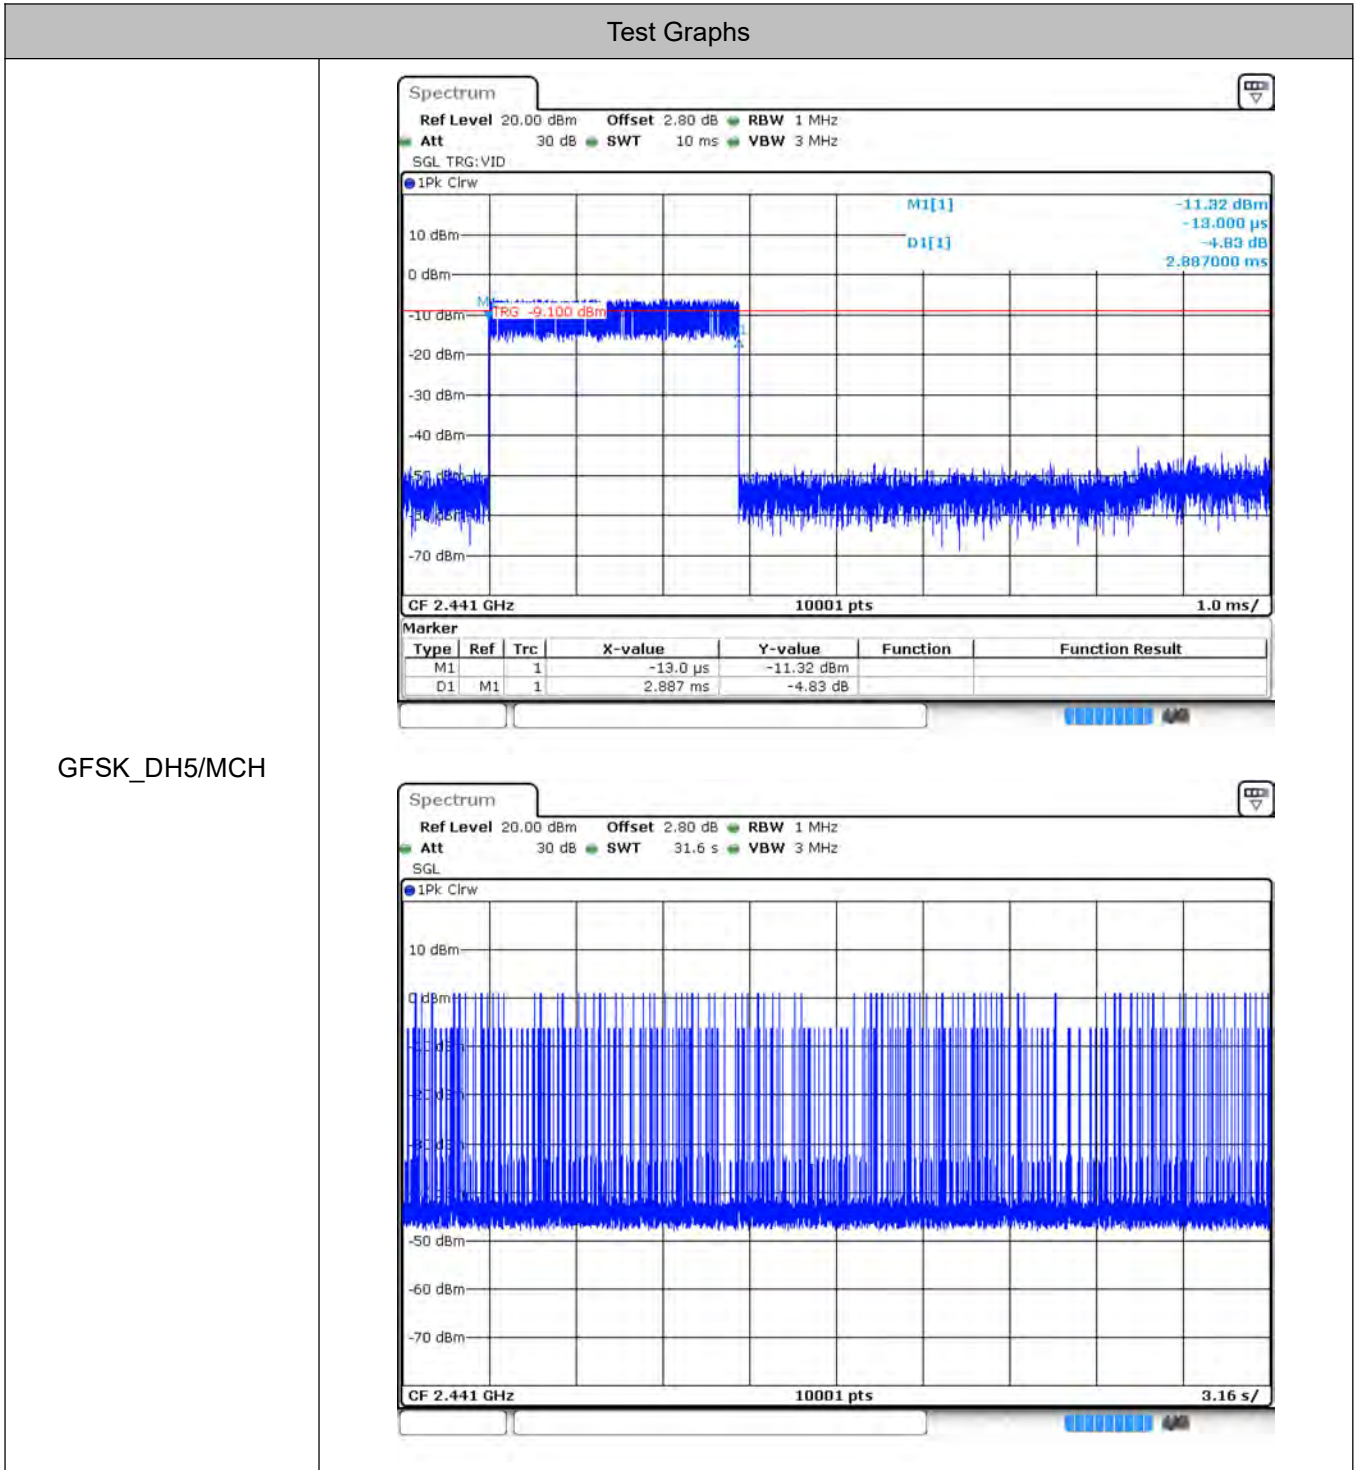 Test Graphs
GFSK_DH5/MCH
Spectrum
Ref Level 20.00 dBm Offset 2.80 dB RBW 1 MHz
Att 30 dB SWT 10 ms VBW 3 MHz
SGL TRG:VID
1Pk Clrw
M1[1] -11.32 dBm
-13.000 µs
10 dBm
D1[1] -4.83 dB
2.887000 ms
0 dBm
TRG -9.100 dBm
-10 dBm
-20 dBm
-30 dBm
-40 dBm
-70 dBm
CF 2.441 GHz 10001 pts 1.0 ms/
Marker
Type Ref Trc X-value Y-value Function Function Result
M1 1 -13.0 µs -11.32 dBm
D1 M1 1 2.887 ms -4.83 dB
Spectrum
Ref Level 20.00 dBm Offset 2.80 dB RBW 1 MHz
Att 30 dB SWT 31.6 s VBW 3 MHz
SGL
1Pk Clrw
10 dBm
0 dBm
-50 dBm
-60 dBm
-70 dBm
CF 2.441 GHz 10001 pts 3.16 s/